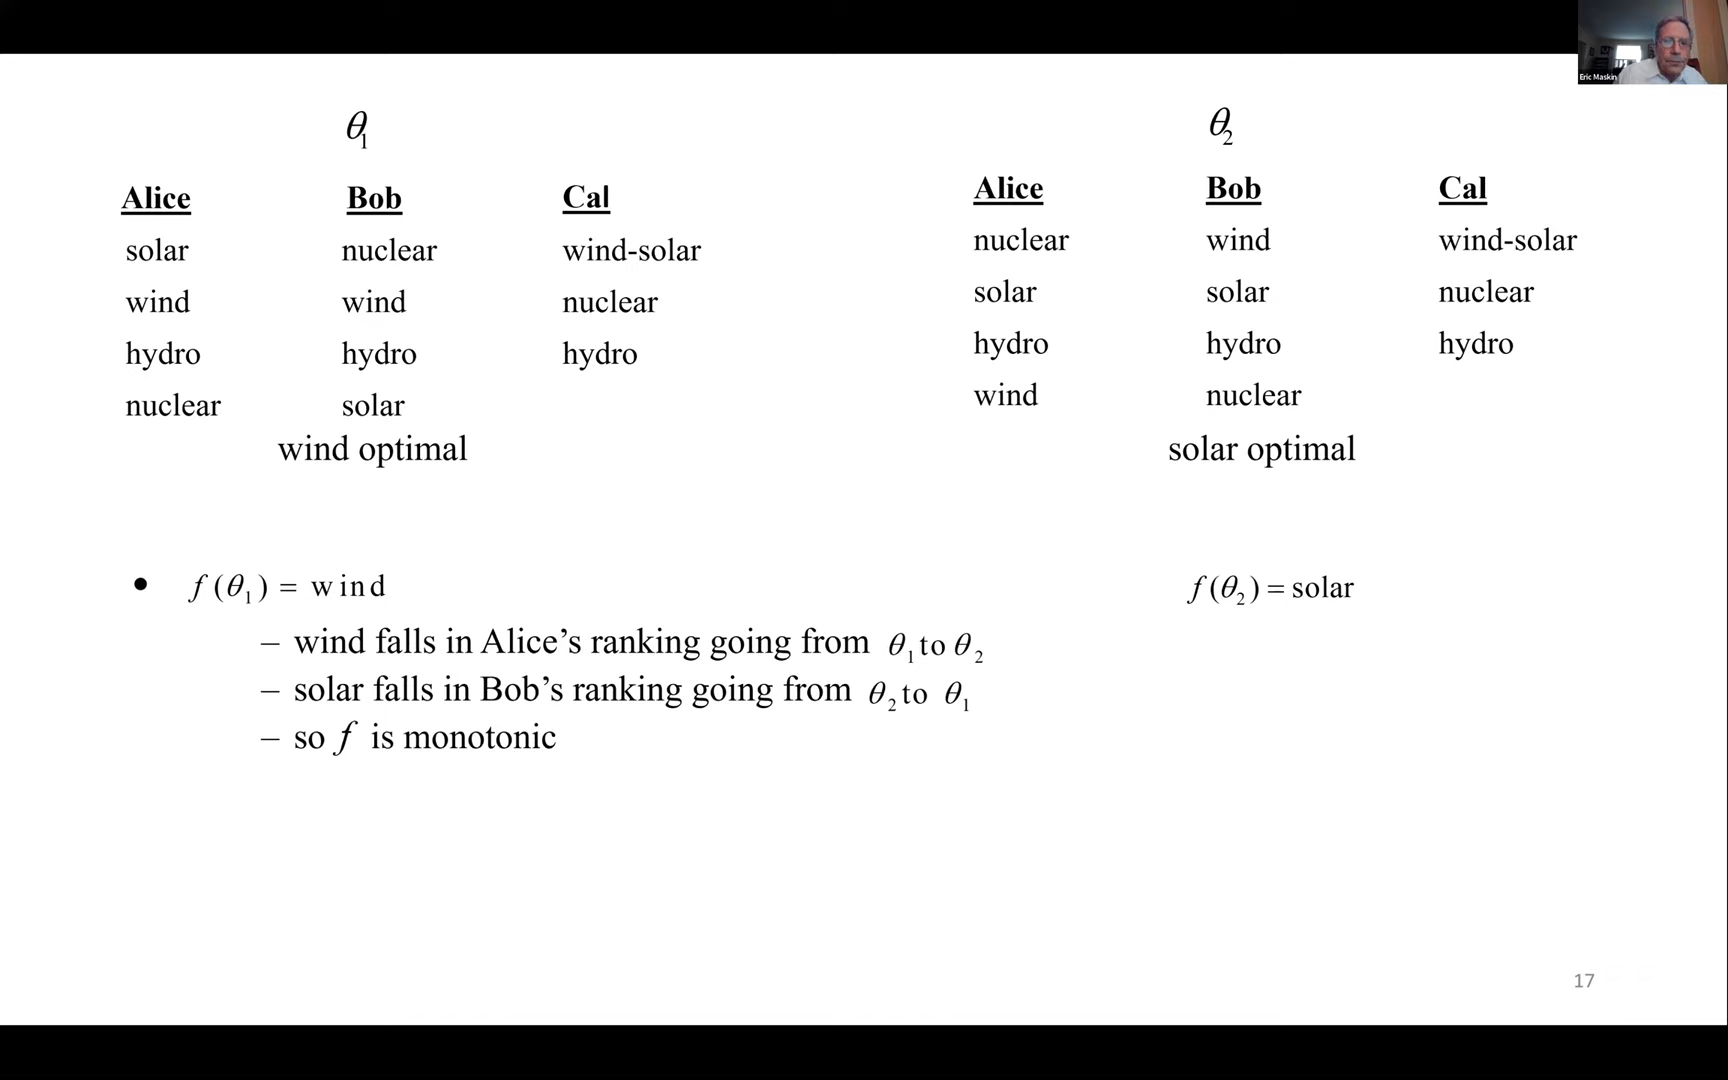 Eric Maskin
θ1
θ2
Alice Bob Cal
solar nuclear wind-solar
wind wind nuclear
hydro hydro hydro
nuclear solar
wind optimal
Alice Bob Cal
nuclear wind wind-solar
solar solar nuclear
hydro hydro hydro
wind nuclear
solar optimal
• f(θ1) = wind
f(θ2) = solar
– wind falls in Alice’s ranking going from θ1 to θ2
– solar falls in Bob’s ranking going from θ2 to θ1
– so f is monotonic
17